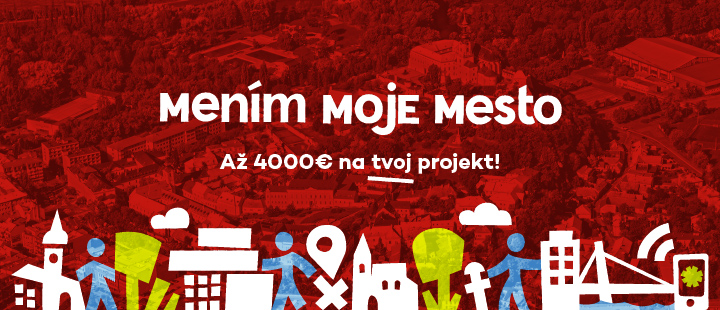 Mením Moje Mesto
Až 4000€ na tvoj projekt!